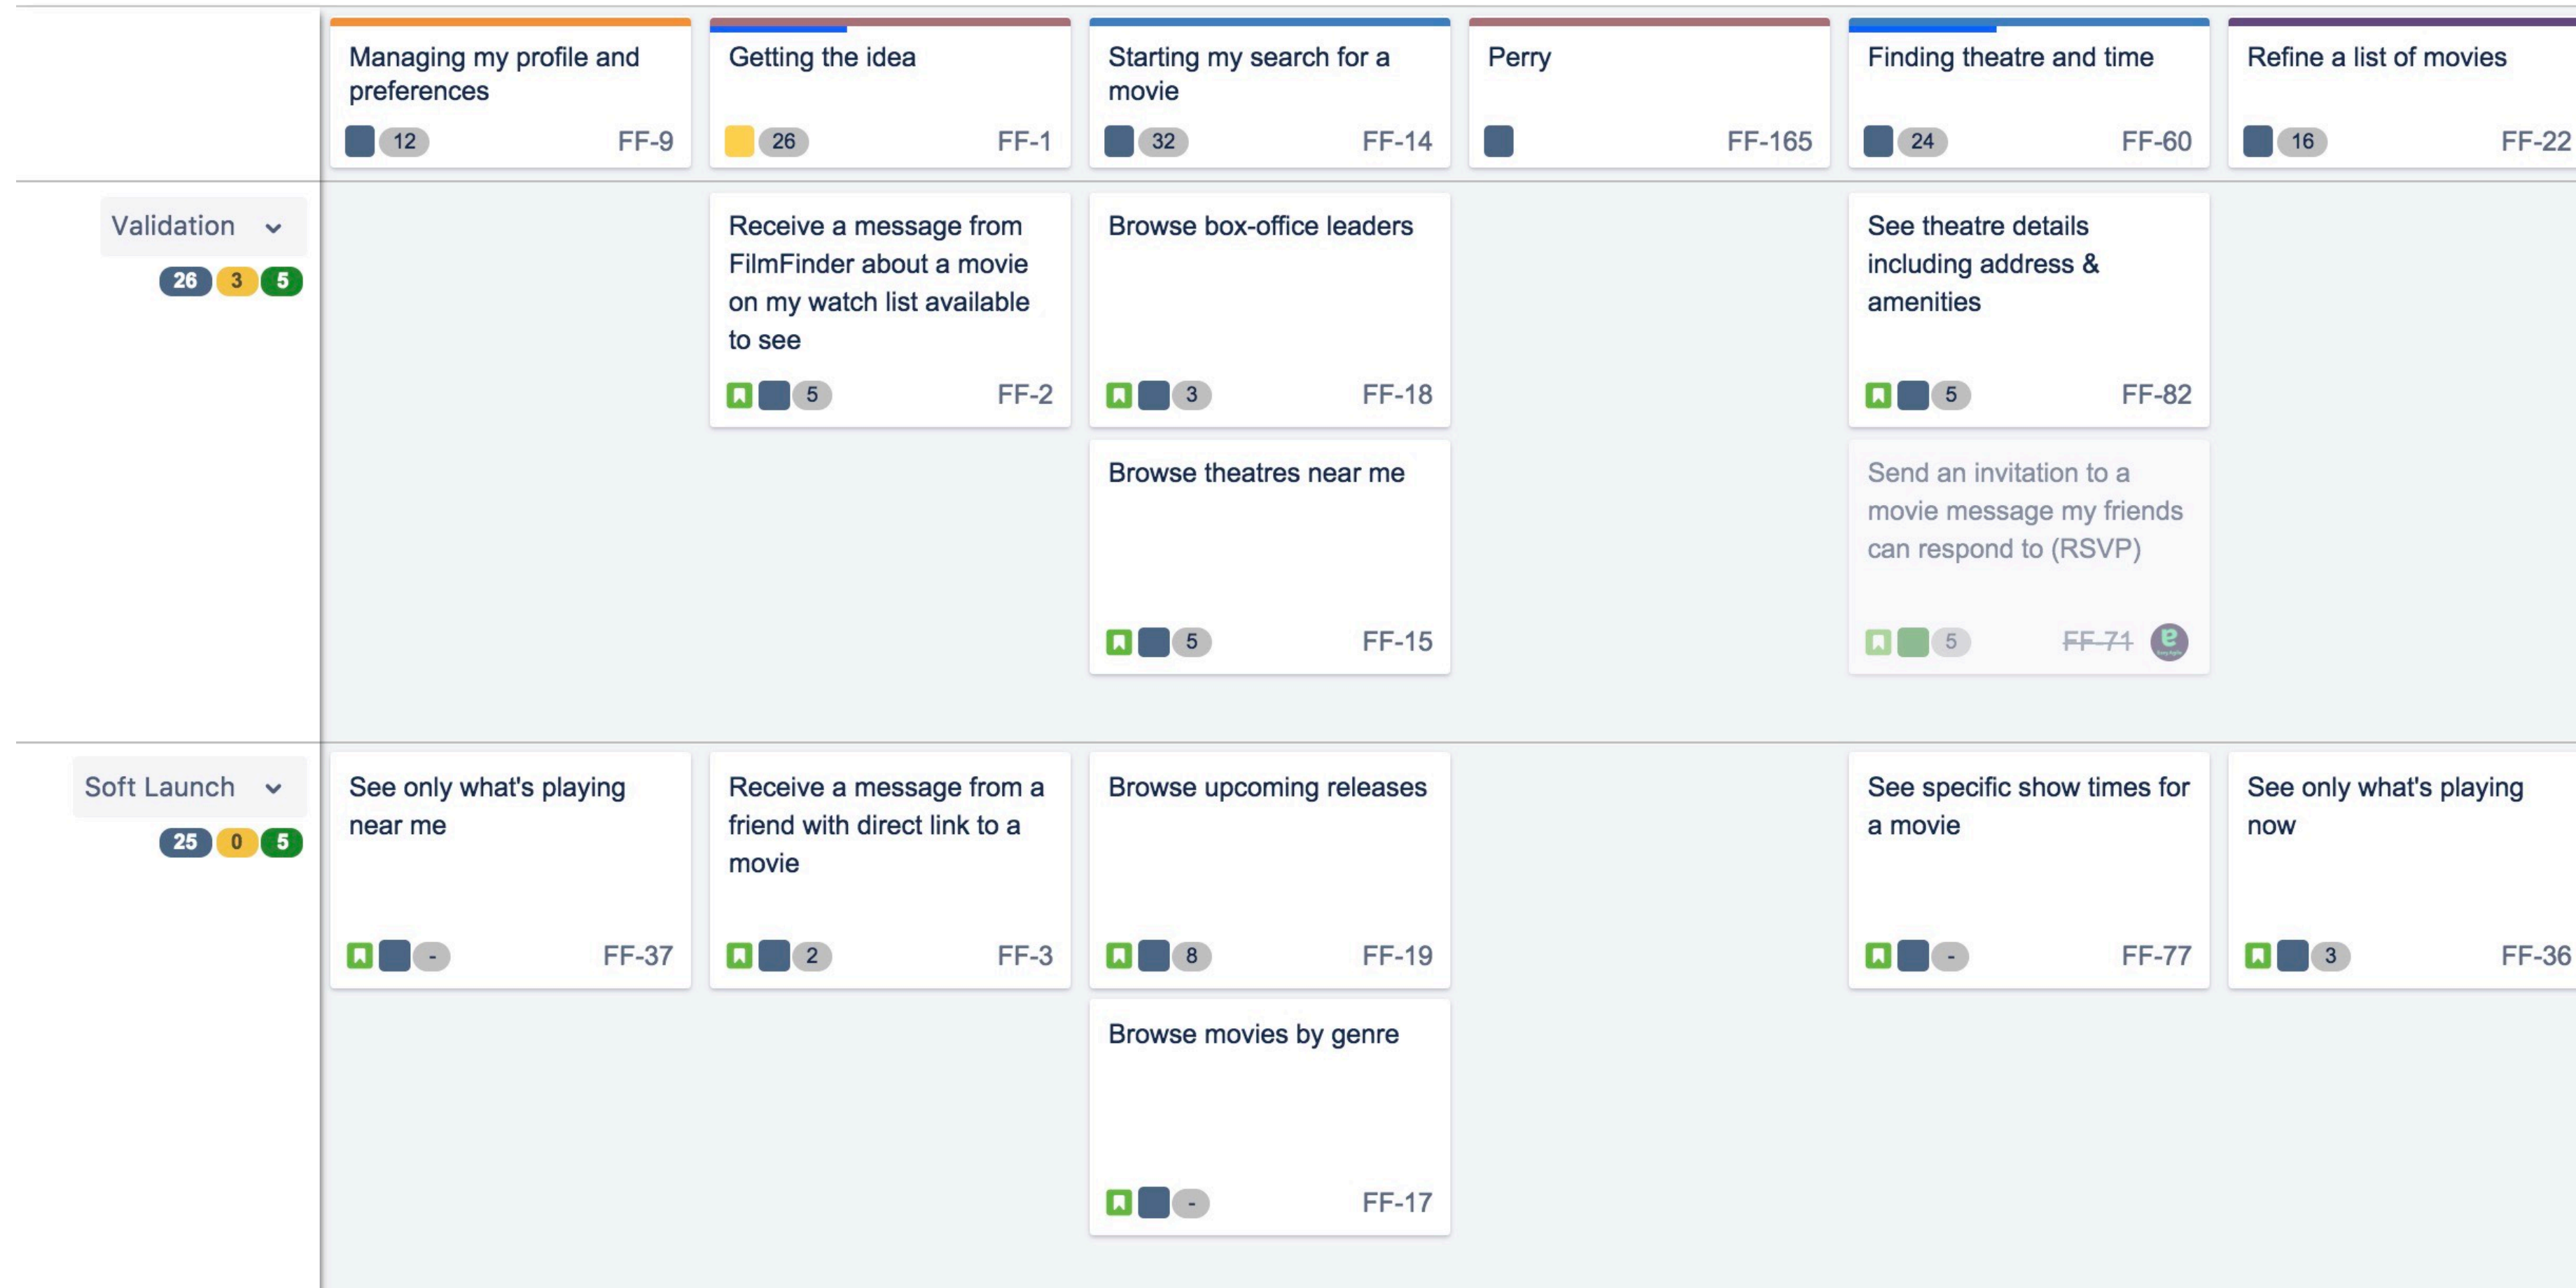 Managing my profile and
preferences
12
FF-9
Getting the idea
26
FF-1
Starting my search for a
movie
32
FF-14
Perry
FF-165
Finding theatre and time
24
FF-60
Refine a list of movies
16
FF-22
Validation
26 3 5
Receive a message from
FilmFinder about a movie
on my watch list available
to see
5
FF-2
Browse box-office leaders
3
FF-18
Browse theatres near me
5
FF-15
See theatre details
including address &
amenities
5
FF-82
Send an invitation to a
movie message my friends
can respond to (RSVP)
5
FF-71
Soft Launch
25 0 5
See only what's playing
near me
-
FF-37
Receive a message from a
friend with direct link to a
movie
2
FF-3
Browse upcoming releases
8
FF-19
Browse movies by genre
-
FF-17
See specific show times for
a movie
-
FF-77
See only what's playing
now
3
FF-36